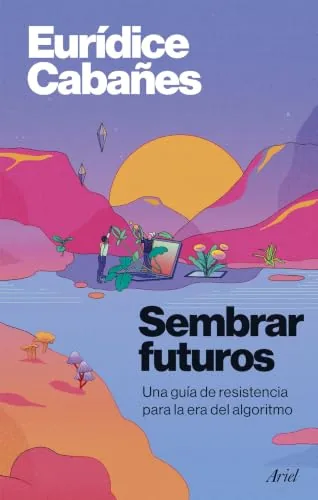 Eurídice
Cabañes
Sembrar
futuros
Una guía de resistencia
para la era del algoritmo
Ariel